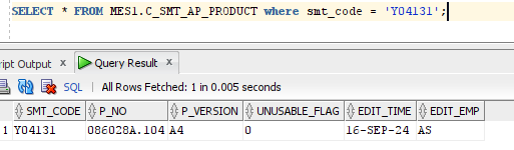 SELECT * FROM MES1.C_SMT_AP_PRODUCT where smt_code = 'Y04131';
ript Output × Query Result ×
SQL | All Rows Fetched: 1 in 0.005 seconds
SMT_CODE P_NO P_VERSION UNUSABLE_FLAG EDIT_TIME EDIT_EMP
1 Y04131 086028A.104 A4 0 16-SEP-24 AS